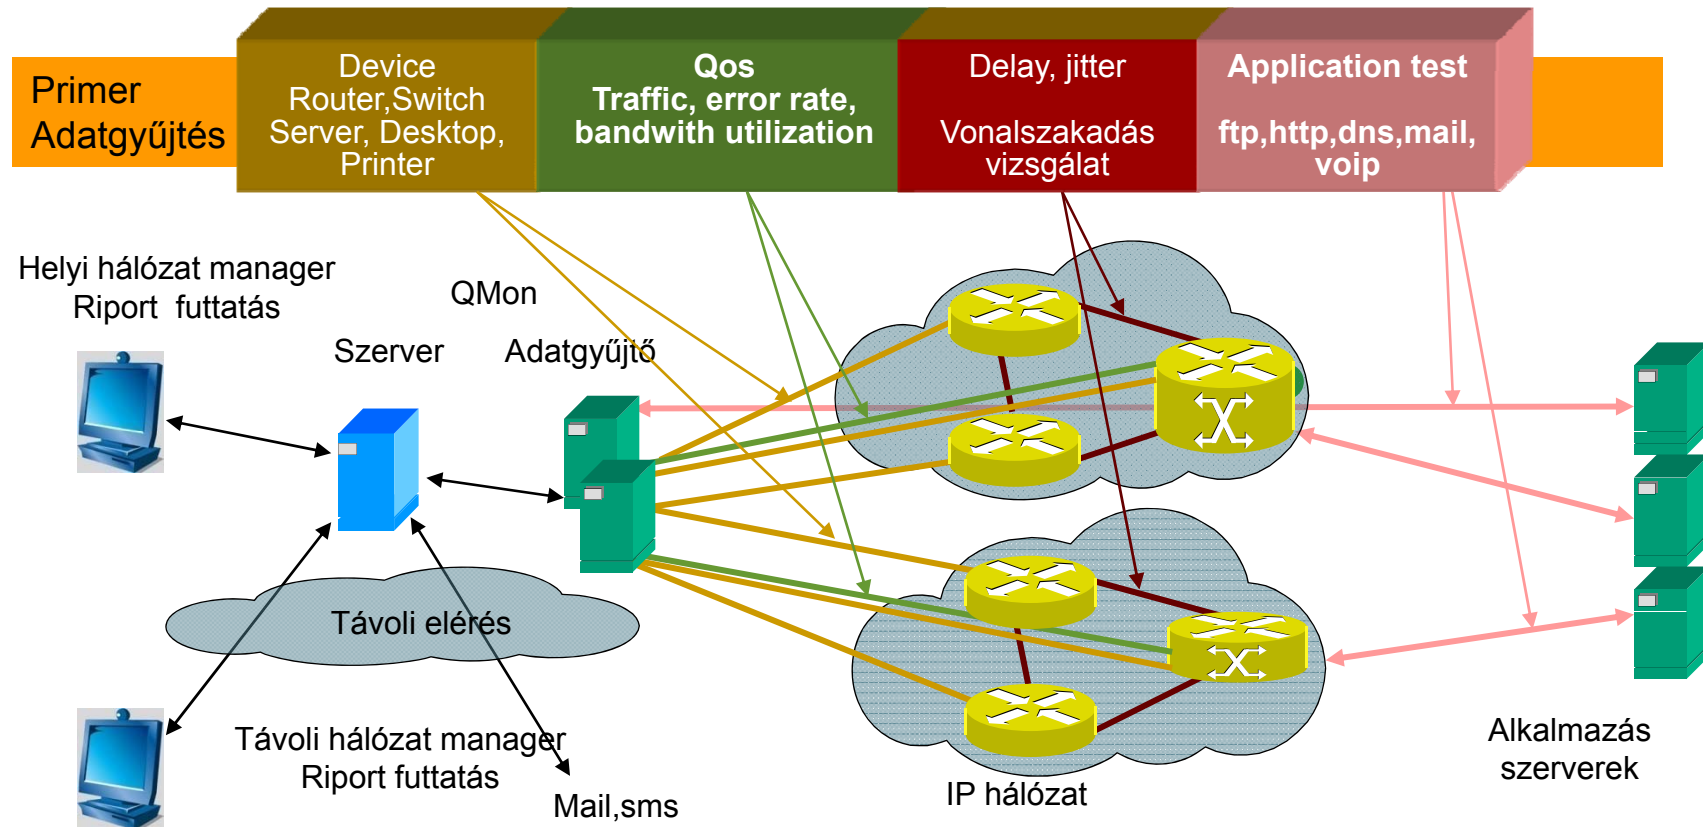 Primer
Adatgyűjtés
Device
Router,Switch
Server, Desktop,
Printer
Qos
Traffic, error rate,
bandwith utilization
Delay, jitter
Vonalszakadás
vizsgálat
Application test
ftp,http,dns,mail,
voip
Helyi hálózat manager
Riport futtatás
QMon
Szerver
Adatgyűjtő
Távoli elérés
Távoli hálózat manager
Riport futtatás
Mail,sms
IP hálózat
Alkalmazás
szerverek